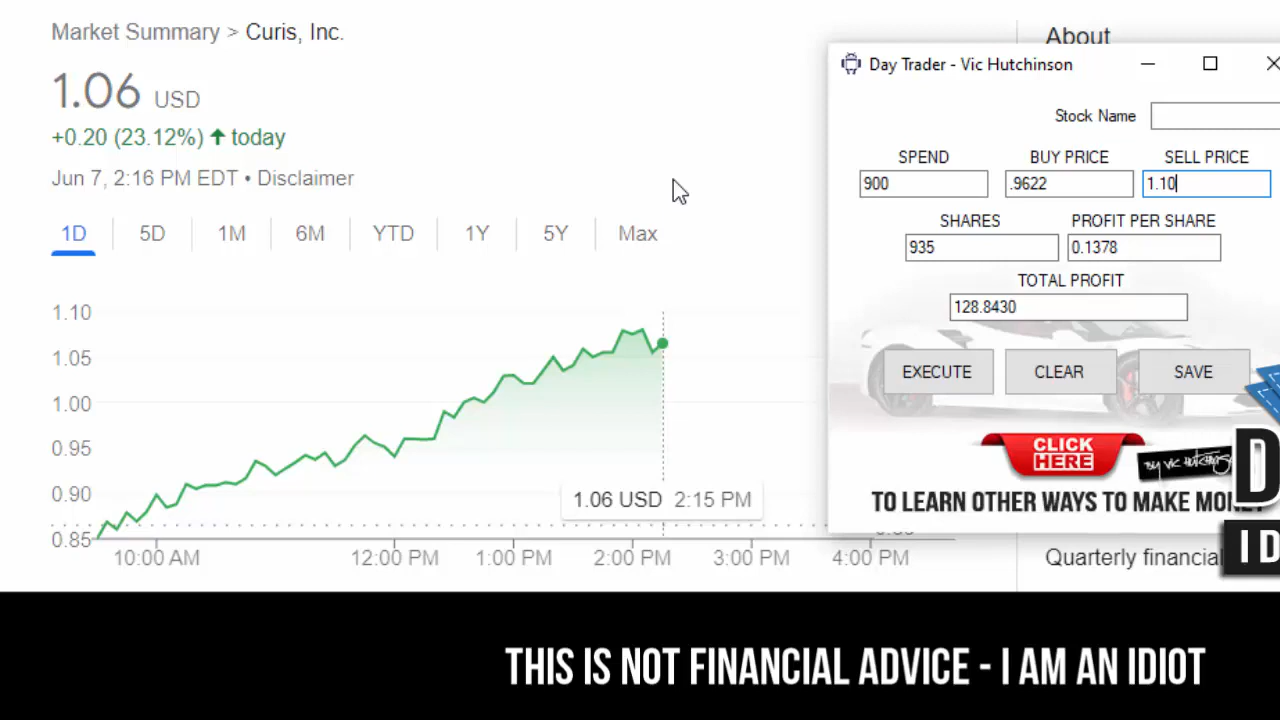 Market Summary > Curis, Inc.
1.06 USD
+0.20 (23.12%) ↑ today
Jun 7, 2:16 PM EDT • Disclaimer
1D 5D 1M 6M YTD 1Y 5Y Max
1.10
1.05
1.00
0.95
0.90
0.85
1.06 USD 2:15 PM
10:00 AM 12:00 PM 1:00 PM 2:00 PM 3:00 PM 4:00 PM
About
Day Trader - Vic Hutchinson
Stock Name
SPEND BUY PRICE SELL PRICE
900 .9622 1.10
SHARES PROFIT PER SHARE
935 0.1378
TOTAL PROFIT
128.8430
EXECUTE CLEAR SAVE
CLICK
HERE
TO LEARN OTHER WAYS TO MAKE
Quarterly financial
THIS IS NOT FINANCIAL ADVICE - I AM AN IDIOT